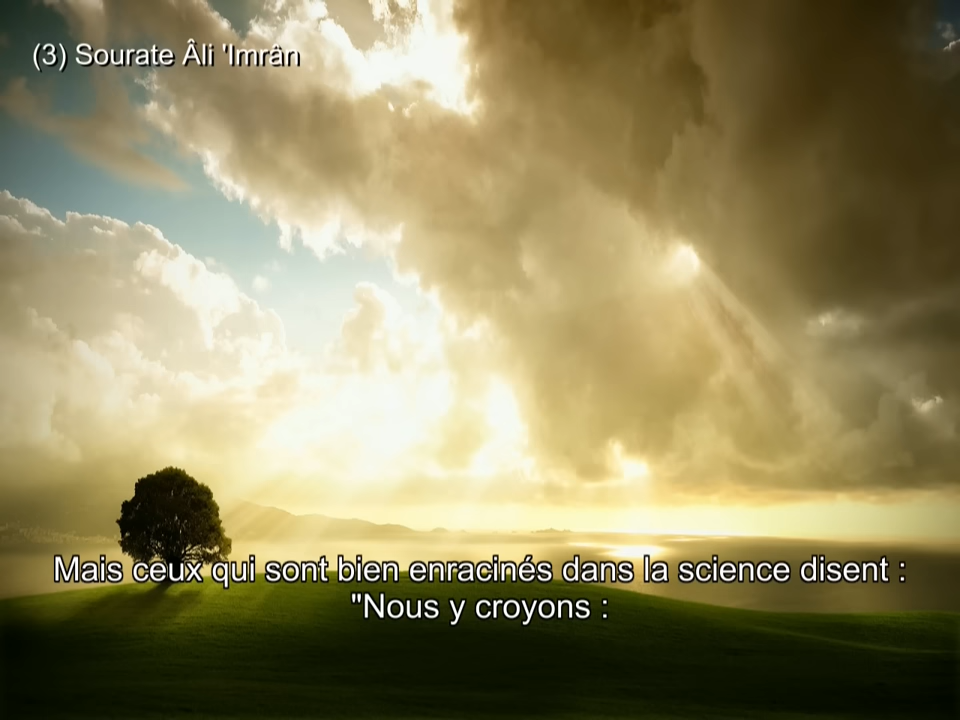 (3) Sourate Âli 'Imrân
Mais ceux qui sont bien enracinés dans la science disent :
"Nous y croyons :